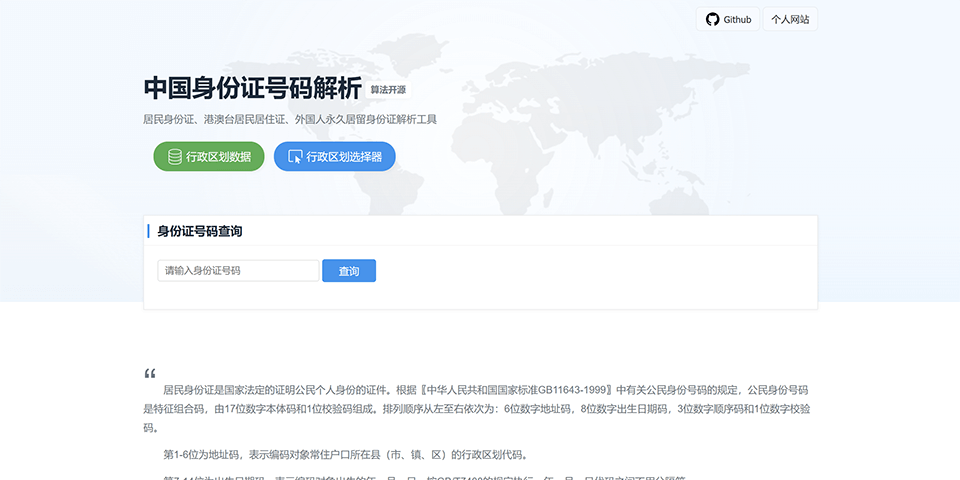 Github
个人网站
中国身份证号码解析 算法开源
居民身份证、港澳台居民居住证、外国人永久居留身份证解析工具
行政区划数据
行政区划选择器
身份证号码查询
请输入身份证号码
查询
“
居民身份证是国家法定的证明公民个人身份的证件。根据〖中华人民共和国国家标准GB11643-1999〗中有关公民身份号码的规定，公民身份号码
是特征组合码，由17位数字本体码和1位校验码组成。排列顺序从左至右依次为：6位数字地址码，8位数字出生日期码，3位数字顺序码和1位数字校验
码。
第1-6位为地址码，表示编码对象常住户口所在县（市、镇、区）的行政区划代码。